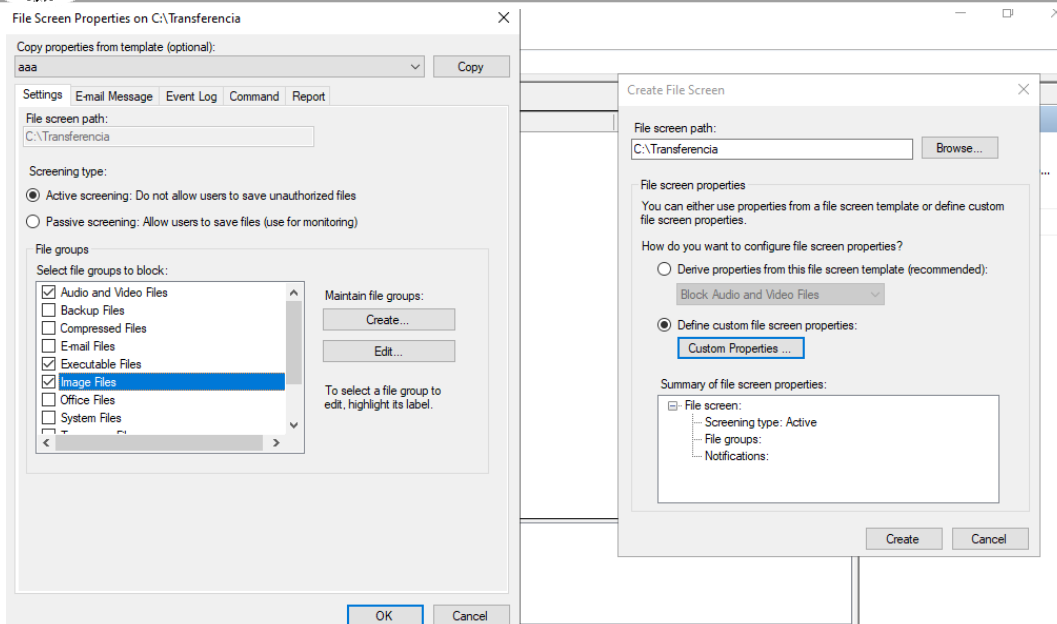 File Screen Properties on C:\Transferencia
Copy properties from template (optional):
aaa
Copy
Settings
E-mail Message
Event Log
Command
Report
File screen path:
C:\Transferencia
Screening type:
Active screening: Do not allow users to save unauthorized files
Passive screening: Allow users to save files (use for monitoring)
File groups
Select file groups to block:
Audio and Video Files
Backup Files
Compressed Files
E-mail Files
Executable Files
Image Files
Office Files
System Files
Maintain file groups:
Create...
Edit...
To select a file group to
edit, highlight its label.
OK
Cancel
Create File Screen
File screen path:
C:\Transferencia
Browse...
File screen properties
You can either use properties from a file screen template or define custom
file screen properties.
How do you want to configure file screen properties?
Derive properties from this file screen template (recommended):
Block Audio and Video Files
Define custom file screen properties:
Custom Properties ...
Summary of file screen properties:
File screen:
Screening type: Active
File groups:
Notifications:
Create
Cancel
...